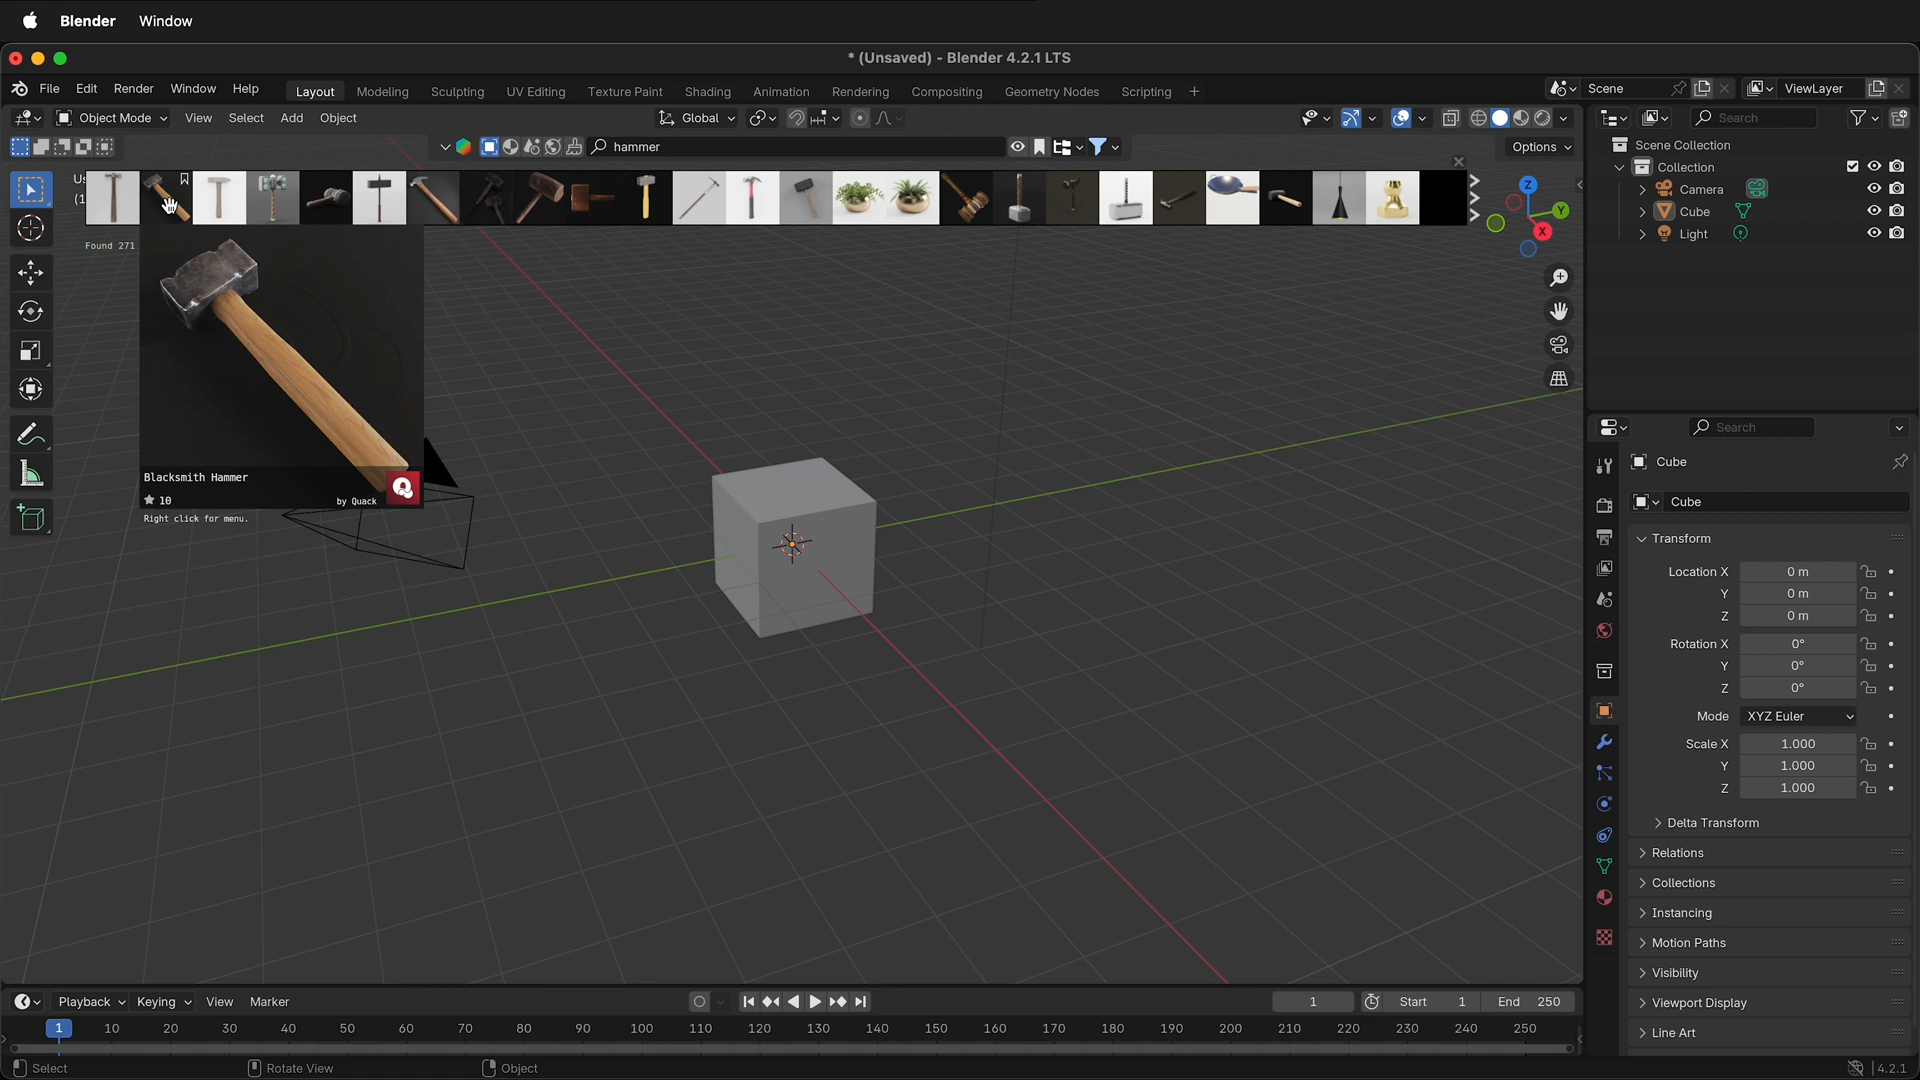 Blender Window
* (Unsaved) - Blender 4.2.1 LTS
File Edit Render Window Help Layout Modeling Sculpting UV Editing Texture Paint Shading Animation Rendering Compositing Geometry Nodes Scripting + Scene ViewLayer
Object Mode View Select Add Object Global Search
hammer Options
Scene Collection
Collection
Camera
Cube
Light
Us
(1
Found 271
Blacksmith Hammer
10 by Quack
Right click for menu.
Z
Y
X
Search
Cube
Cube
Transform
Location X 0 m
Y 0 m
Z 0 m
Rotation X 0°
Y 0°
Z 0°
Mode XYZ Euler
Scale X 1.000
Y 1.000
Z 1.000
Delta Transform
Relations
Collections
Instancing
Motion Paths
Visibility
Viewport Display
Line Art
Playback Keying View Marker 1 Start 1 End 250
1 10 20 30 40 50 60 70 80 90 100 110 120 130 140 150 160 170 180 190 200 210 220 230 240 250
Select Rotate View Object 4.2.1